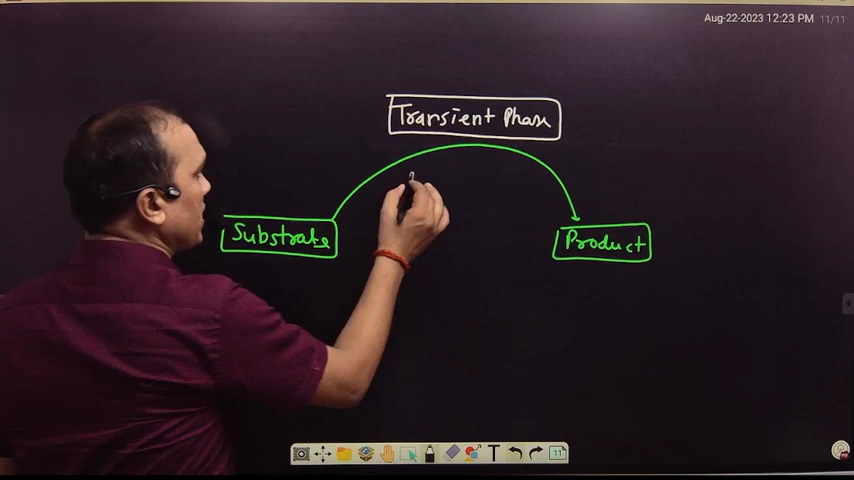 Aug-22-2023 12:23 PM 11/11
Transient Phase
Substrate
Product
T
11